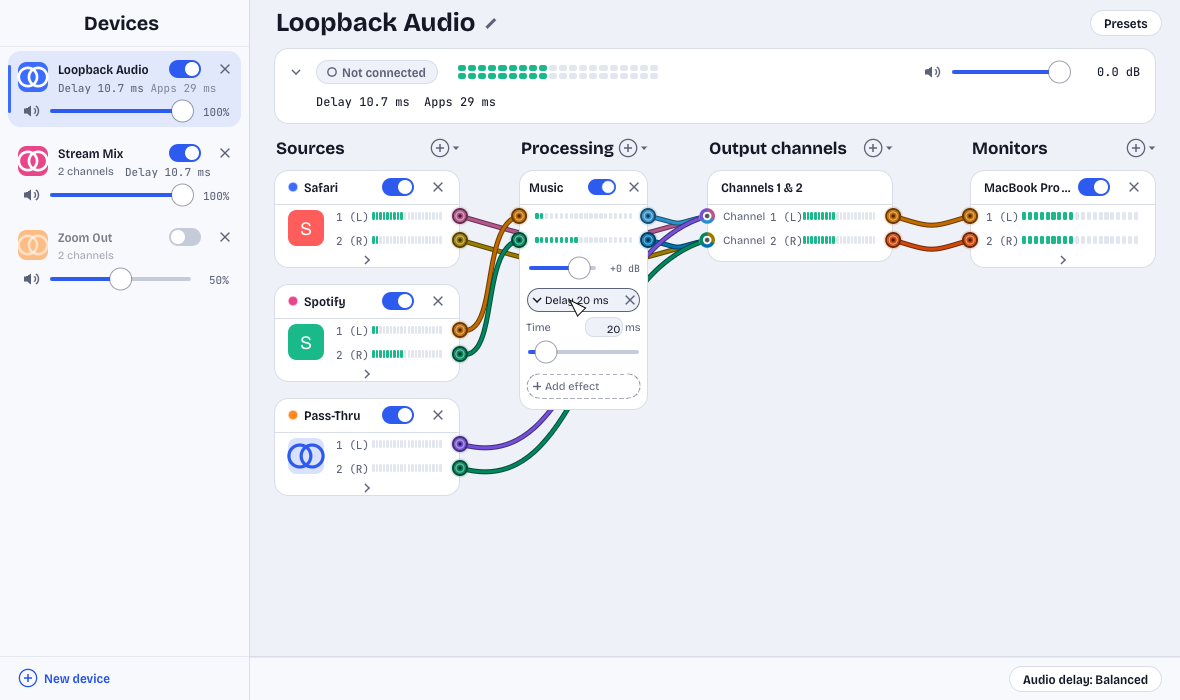 Devices
Loopback Audio
Delay 10.7 ms Apps 29 ms
100%
Stream Mix
2 channels Delay 10.7 ms
100%
Zoom Out
2 channels
50%
New device
Loopback Audio
Presets
Not connected
0.0 dB
Delay 10.7 ms Apps 29 ms
Sources
Safari
S
1 (L)
2 (R)
Spotify
S
1 (L)
2 (R)
Pass-Thru
1 (L)
2 (R)
Processing
Music
+0 dB
Delay 20 ms
Time 20 ms
Add effect
Output channels
Channels 1 & 2
Channel 1 (L)
Channel 2 (R)
Monitors
MacBook Pro...
1 (L)
2 (R)
Audio delay: Balanced